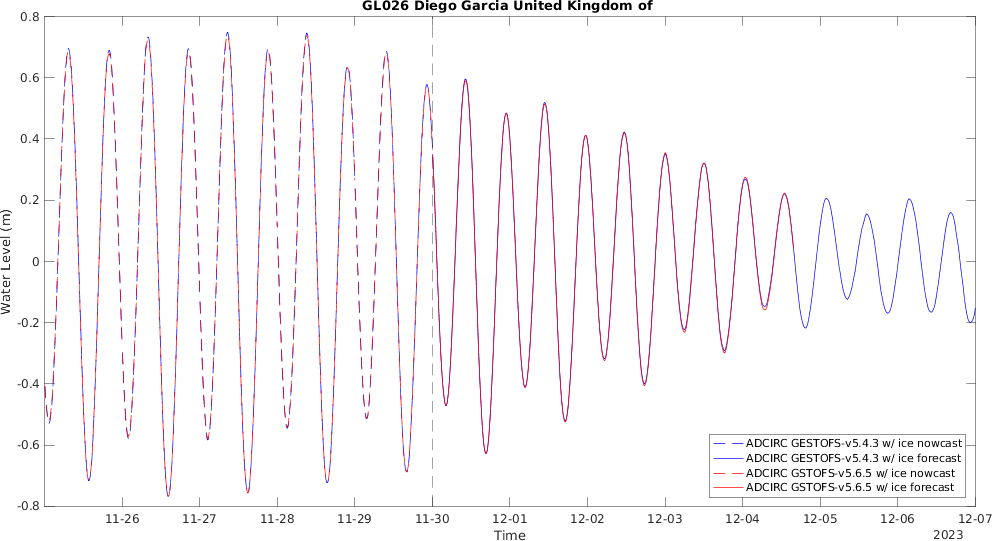 GL026 Diego Garcia United Kingdom of
0.8
0.6
0.4
0.2
0
-0.2
-0.4
-0.6
-0.8
Water Level (m)
11-26 11-27 11-28 11-29 11-30 12-01 12-02 12-03 12-04 12-05 12-06 12-07
Time
2023
ADCIRC GESTOFS-v5.4.3 w/ ice nowcast
ADCIRC GESTOFS-v5.4.3 w/ ice forecast
ADCIRC GSTOFS-v5.6.5 w/ ice nowcast
ADCIRC GSTOFS-v5.6.5 w/ ice forecast